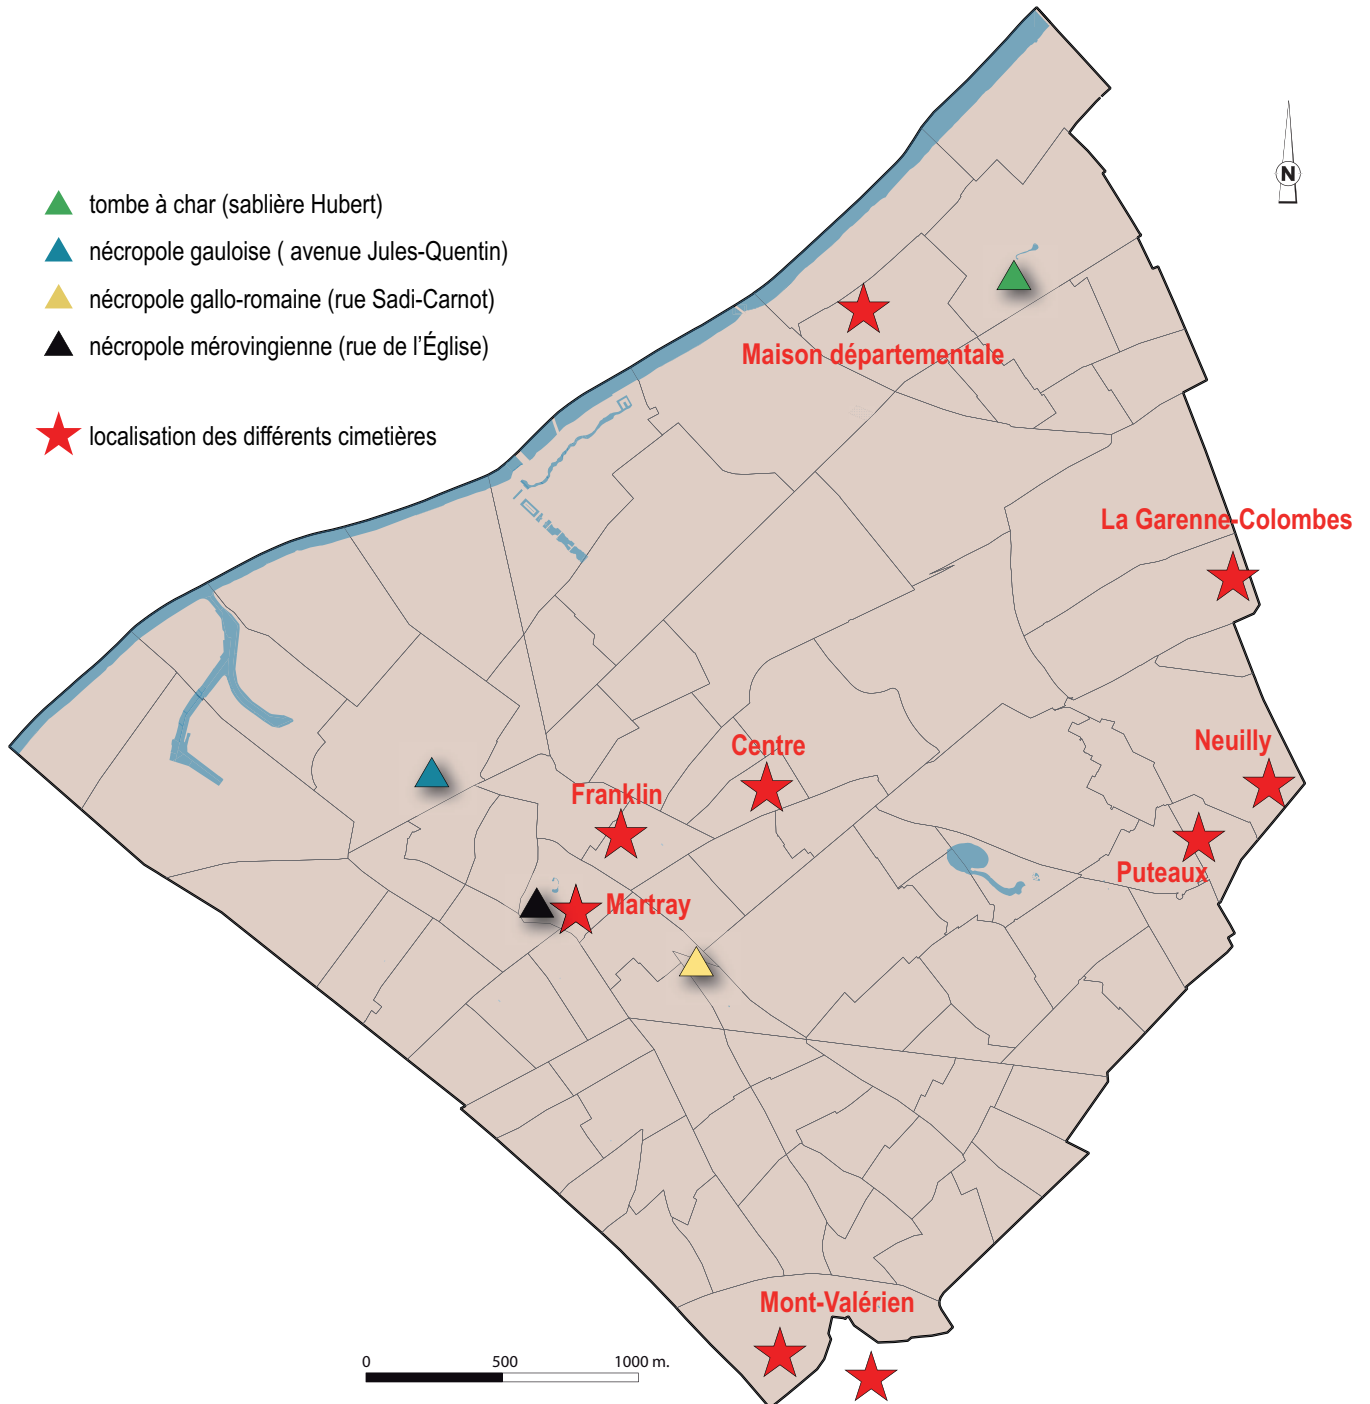 N
tombe à char (sablière Hubert)
nécropole gauloise ( avenue Jules-Quentin)
nécropole gallo-romaine (rue Sadi-Carnot)
nécropole mérovingienne (rue de l’Église)
localisation des différents cimetières
Maison départementale
La Garenne-Colombes
Neuilly
Centre
Franklin
Puteaux
Martray
Mont-Valérien
0 500 1000 m.